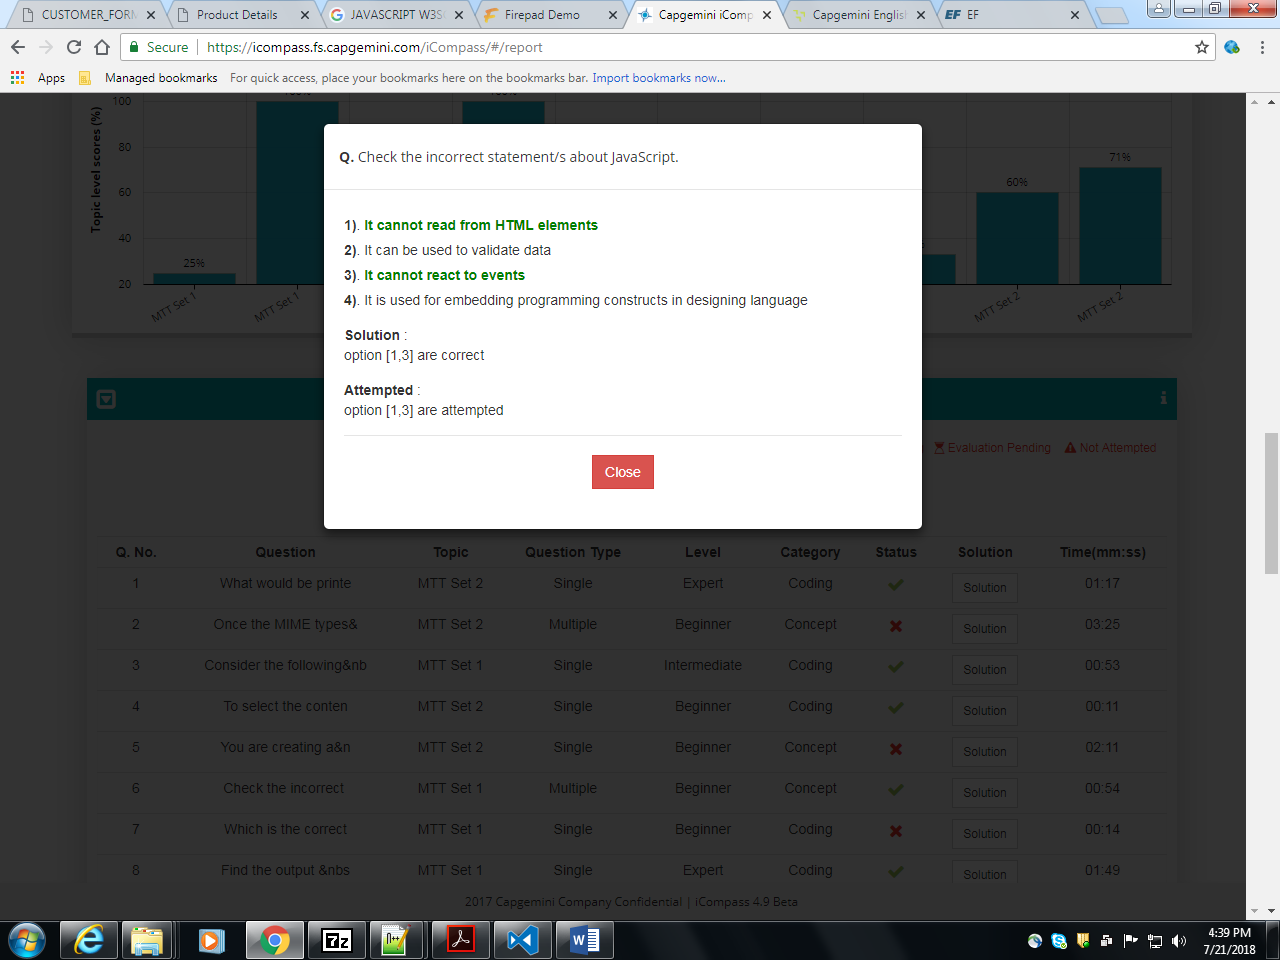 CUSTOMER_FORM
Product Details
JAVASCRIPT W3S
Firepad Demo
Capgemini iComp
Capgemini English
EF EF
Secure
https://icompass.fs.capgemini.com/iCompass/#/report
Apps
Managed bookmarks
For quick access, place your bookmarks here on the bookmarks bar. Import bookmarks now...
Topic level scores (%)
100
80
60
40
20
25%
60%
71%
MTT Set 1
MTT Set 1
MTT Set 2
MTT Set 2
Q. Check the incorrect statement/s about JavaScript.
1). It cannot read from HTML elements
2). It can be used to validate data
3). It cannot react to events
4). It is used for embedding programming constructs in designing language
Solution :
option [1,3] are correct
Attempted :
option [1,3] are attempted
Close
Evaluation Pending
Not Attempted
Q. No. Question Topic Question Type Level Category Status Solution Time(mm:ss)
1 What would be printe MTT Set 2 Single Expert Coding Solution 01:17
2 Once the MIME types& MTT Set 2 Multiple Beginner Concept Solution 03:25
3 Consider the following&nb MTT Set 1 Single Intermediate Coding Solution 00:53
4 To select the conten MTT Set 2 Single Beginner Coding Solution 00:11
5 You are creating a&n MTT Set 2 Single Beginner Concept Solution 02:11
6 Check the incorrect MTT Set 1 Multiple Beginner Concept Solution 00:54
7 Which is the correct MTT Set 1 Single Beginner Coding Solution 00:14
8 Find the output &nbs MTT Set 1 Single Expert Coding Solution 01:49
2017 Capgemini Company Confidential | iCompass 4.9 Beta
4:39 PM
7/21/2018